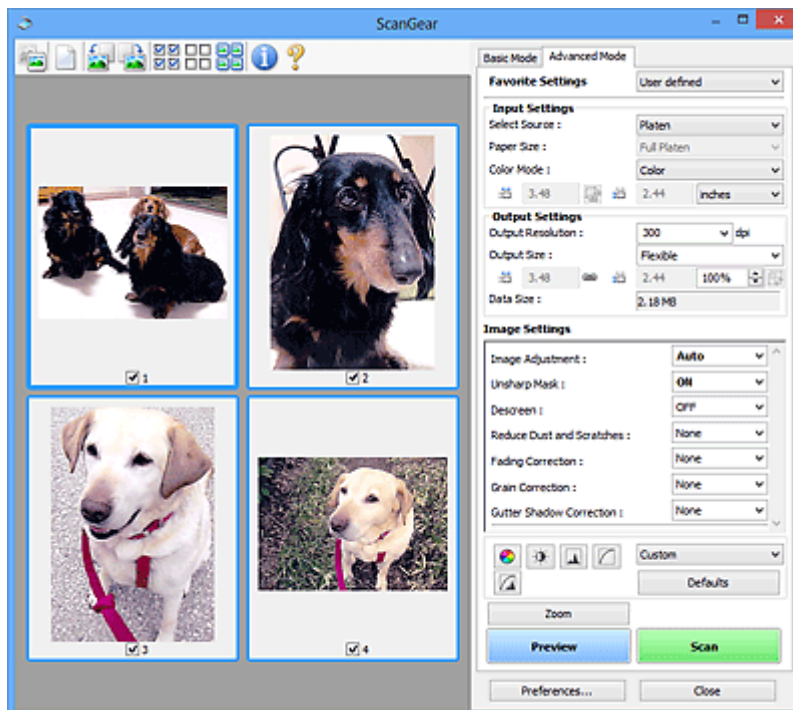 ScanGear
Basic Mode Advanced Mode
Favorite Settings User defined
Input Settings
Select Source : Platen
Paper Size : Full Platen
Color Mode : Color
3.48 2.44 inches
Output Settings
Output Resolution : 300 dpi
Output Size : Flexible
3.48 2.44 100%
Data Size : 2.18 MB
Image Settings
Image Adjustment : Auto
Unsharp Mask : ON
Descreen : OFF
Reduce Dust and Scratches : None
Fading Correction : None
Grain Correction : None
Gutter Shadow Correction : None
Custom
Defaults
Zoom
Preview Scan
Preferences... Close
1
2
3
4